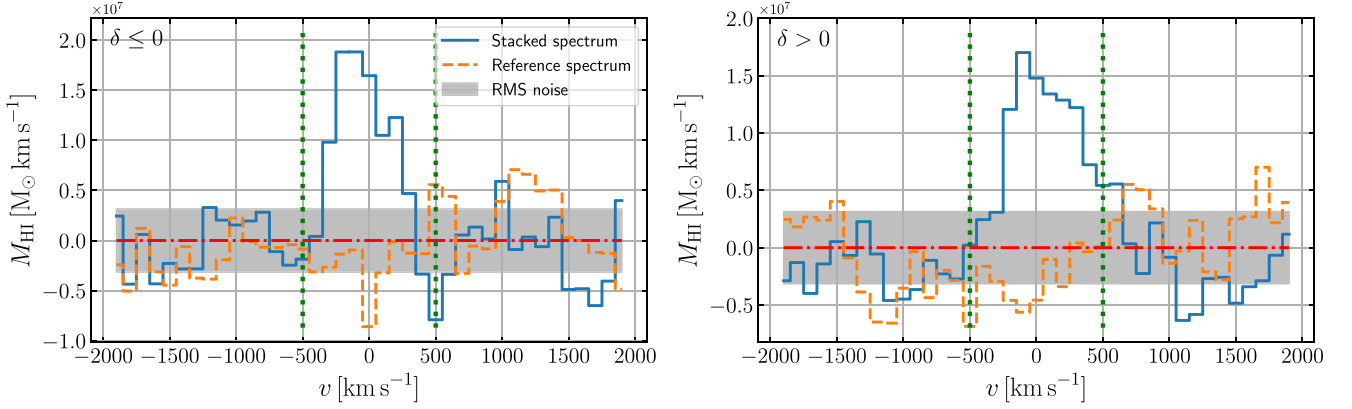 ×10⁷
δ ≤ 0
Stacked spectrum
Reference spectrum
RMS noise
2.0
1.5
1.0
0.5
0.0
−0.5
−1.0
M_HI [M_⊙ km s⁻¹]
−2000 −1500 −1000 −500 0 500 1000 1500 2000
v [km s⁻¹]
×10⁷
δ > 0
2.0
1.5
1.0
0.5
0.0
−0.5
M_HI [M_⊙ km s⁻¹]
−2000 −1500 −1000 −500 0 500 1000 1500 2000
v [km s⁻¹]